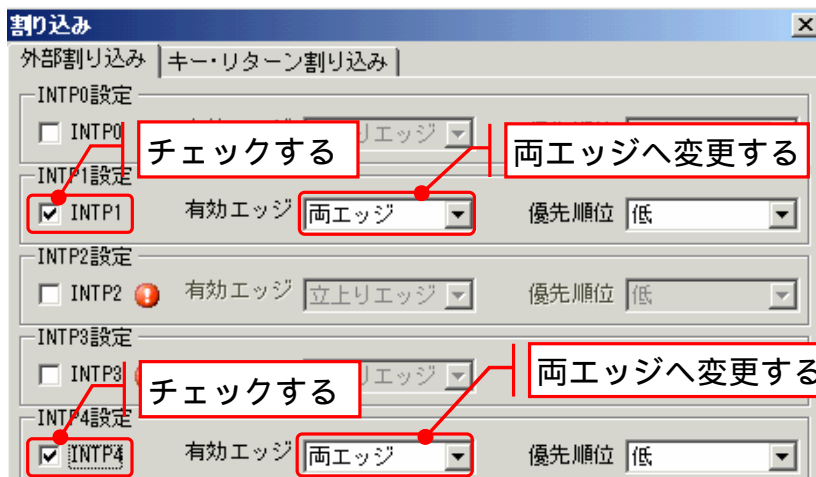 割り込み
外部割り込み キー・リターン割り込み
INTP0設定
INTP0 りエッジ
チェックする 両エッジへ変更する
INTP1設定
INTP1 有効エッジ 両エッジ 優先順位 低
INTP2設定
INTP2 有効エッジ 立上りエッジ 優先順位 低
INTP3設定
INTP3 りエッジ
チェックする 両エッジへ変更する
INTP4設定
INTP4 有効エッジ 両エッジ 優先順位 低